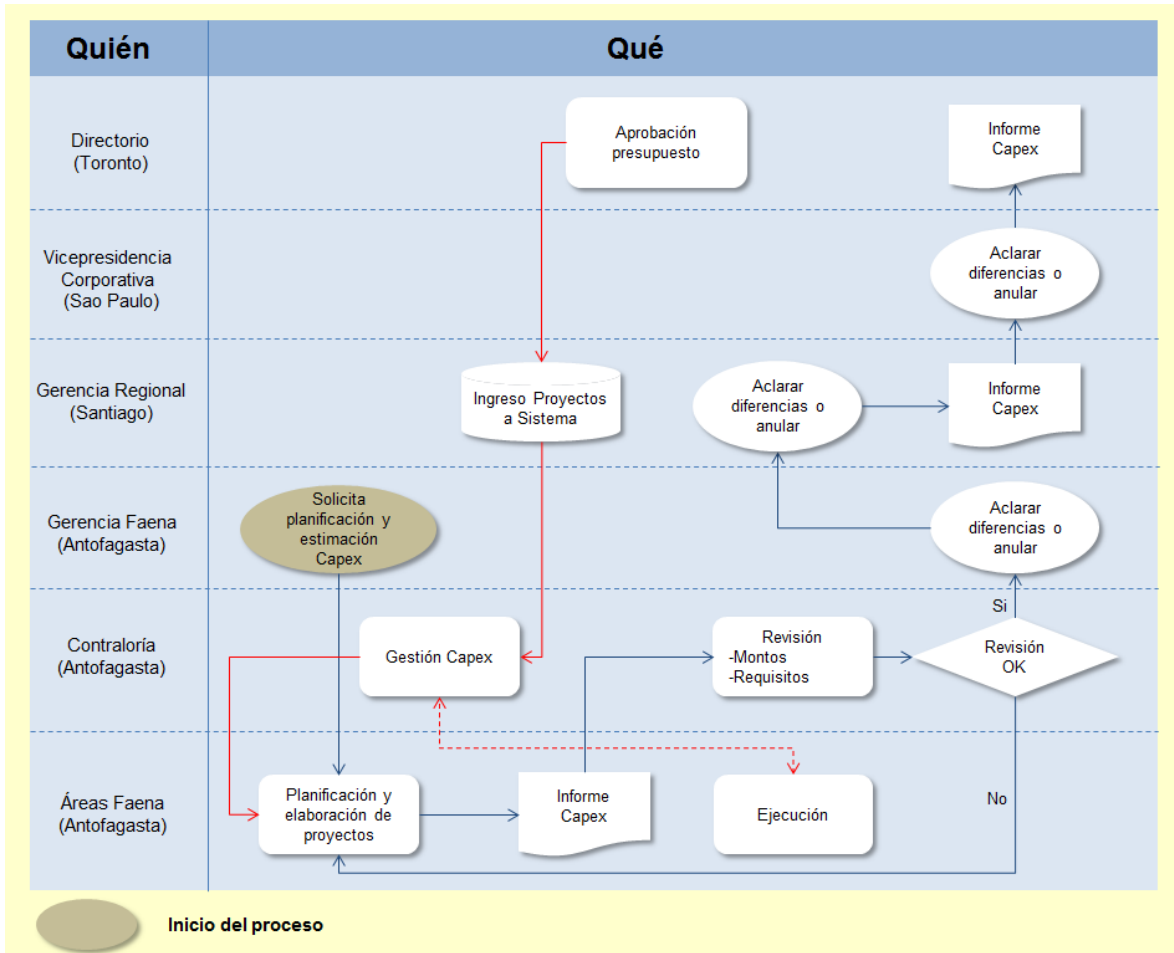 Quién
Qué
Directorio
(Toronto)
Aprobación
presupuesto
Informe
Capex
Vicepresidencia
Corporativa
(Sao Paulo)
Aclarar
diferencias o
anular
Gerencia Regional
(Santiago)
Ingreso Proyectos
a Sistema
Aclarar
diferencias o
anular
Informe
Capex
Gerencia Faena
(Antofagasta)
Solicita
planificación y
estimación
Capex
Aclarar
diferencias o
anular
Si
Contraloría
(Antofagasta)
Gestión Capex
Revisión
-Montos
-Requisitos
Revisión
OK
Áreas Faena
(Antofagasta)
Planificación y
elaboración de
proyectos
Informe
Capex
Ejecución
No
Inicio del proceso